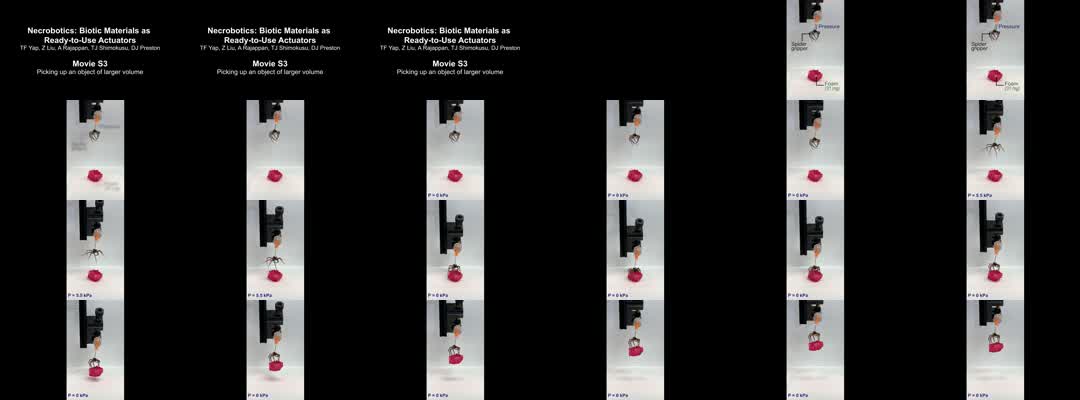 Necrobotics: Biotic Materials as
Ready-to-Use Actuators
TF Yap, Z Liu, A Rajappan, TJ Shimokusu, DJ Preston
Movie S3
Picking up an object of larger volume
Necrobotics: Biotic Materials as
Ready-to-Use Actuators
TF Yap, Z Liu, A Rajappan, TJ Shimokusu, DJ Preston
Movie S3
Picking up an object of larger volume
Necrobotics: Biotic Materials as
Ready-to-Use Actuators
TF Yap, Z Liu, A Rajappan, TJ Shimokusu, DJ Preston
Movie S3
Picking up an object of larger volume
Pressure
Spider
gripper
Foam
Pressure
Spider
gripper
Foam
P = 0 kPa
P = 0 kPa
P = 0 kPa
P = 5.5 kPa
P = 5.5 kPa
P = 5.5 kPa
P = 0 kPa
P = 0 kPa
P = 0 kPa
P = 0 kPa
P = 0 kPa
P = 0 kPa
P = 0 kPa
P = 0 kPa
P = 0 kPa
P = 0 kPa